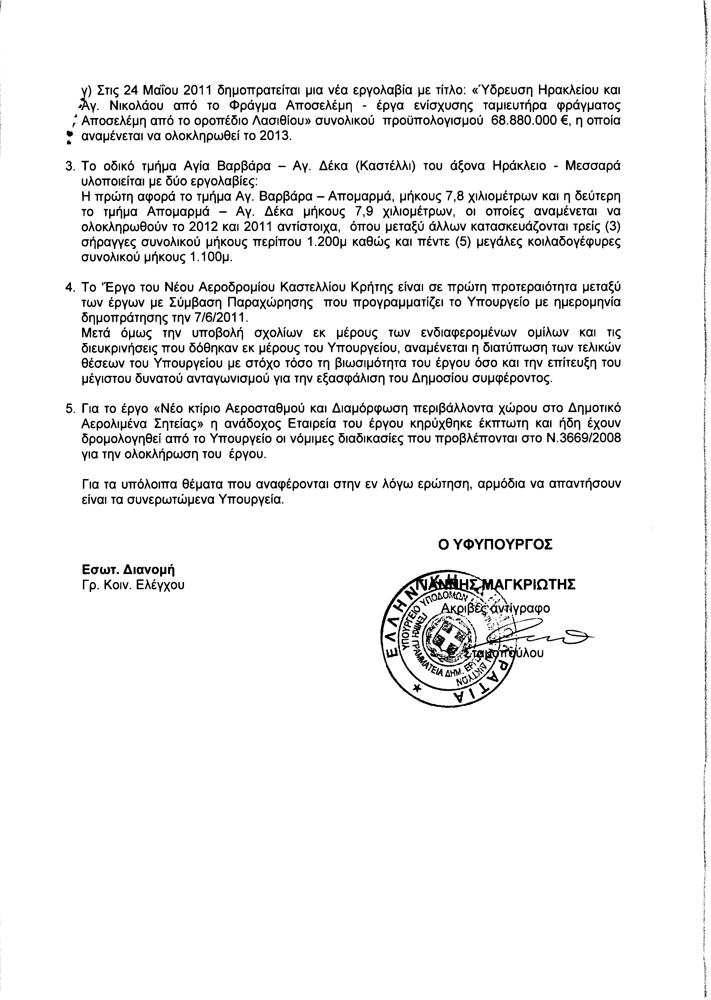 γ) Στις 24 Μαΐου 2011 δημοπρατείται μια νέα εργολαβία με τίτλο: «Ύδρευση Ηρακλείου και
Αγ. Νικολάου από το Φράγμα Αποσελέμη - έργα ενίσχυσης ταμιευτήρα φράγματος
Αποσελέμη από το οροπέδιο Λασιθίου» συνολικού προϋπολογισμού 68.880.000 €, η οποία
αναμένεται να ολοκληρωθεί το 2013.
3. Το οδικό τμήμα Αγία Βαρβάρα – Αγ. Δέκα (Καστέλλι) του άξονα Ηράκλειο - Μεσσαρά
υλοποιείται με δύο εργολαβίες:
Η πρώτη αφορά το τμήμα Αγ. Βαρβάρα – Απομαρμά, μήκους 7,8 χιλιομέτρων και η δεύτερη
το τμήμα Απομαρμά – Αγ. Δέκα μήκους 7,9 χιλιομέτρων, οι οποίες αναμένεται να
ολοκληρωθούν το 2012 και 2011 αντίστοιχα, όπου μεταξύ άλλων κατασκευάζονται τρείς (3)
σήραγγες συνολικού μήκους περίπου 1.200μ καθώς και πέντε (5) μεγάλες κοιλαδογέφυρες
συνολικού μήκους 1.100μ.
4. Το Έργο του Νέου Αεροδρομίου Καστελλίου Κρήτης είναι σε πρώτη προτεραιότητα μεταξύ
των έργων με Σύμβαση Παραχώρησης που προγραμματίζει το Υπουργείο με ημερομηνία
δημοπράτησης την 7/6/2011.
Μετά όμως την υποβολή σχολίων εκ μέρους των ενδιαφερομένων ομίλων και τις
διευκρινήσεις που δόθηκαν εκ μέρους του Υπουργείου, αναμένεται η διατύπωση των τελικών
θέσεων του Υπουργείου με στόχο τόσο τη βιωσιμότητα του έργου όσο και την επίτευξη του
μέγιστου δυνατού ανταγωνισμού για την εξασφάλιση του Δημοσίου συμφέροντος.
5. Για το έργο «Νέο κτίριο Αεροσταθμού και Διαμόρφωση περιβάλλοντα χώρου στο Δημοτικό
Αερολιμένα Σητείας» η ανάδοχος Εταιρεία του έργου κηρύχθηκε έκπτωτη και ήδη έχουν
δρομολογηθεί από το Υπουργείο οι νόμιμες διαδικασίες που προβλέπονται στο Ν.3669/2008
για την ολοκλήρωση του έργου.
Για τα υπόλοιπα θέματα που αναφέρονται στην εν λόγω ερώτηση, αρμόδια να απαντήσουν
είναι τα συνερωτώμενα Υπουργεία.
Ο ΥΦΥΠΟΥΡΓΟΣ
Εσωτ. Διανομή
Γρ. Κοιν. Ελέγχου
ΓΙΑΝΝΗΣ ΜΑΓΚΡΙΩΤΗΣ
Ακριβές αντίγραφο
Σταμοπούλου
ΥΠΟΥΡΓΕΙΟ ΥΠΟΔΟΜΩΝ
ΓΕΝΙΚΗ ΓΡΑΜΜΑΤΕΙΑ ΔΗΜ. ΕΡΓΩΝ